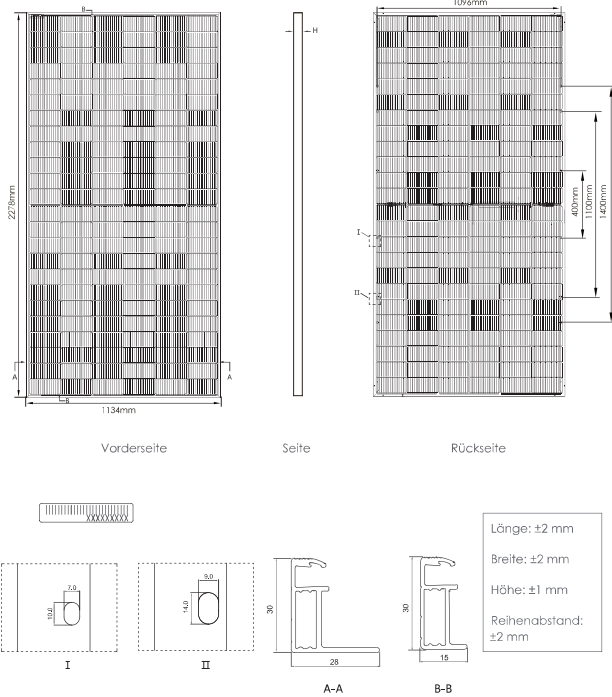 B
1096mm
H
2278mm
400mm
1100mm
1400mm
I
II
A
A
B
1134mm
Vorderseite
Seite
Rückseite
Länge: ±2 mm
Breite: ±2 mm
Höhe: ±1 mm
Reihenabstand:
±2 mm
7.0
10.0
I
9.0
14.0
II
30
28
A-A
30
15
B-B